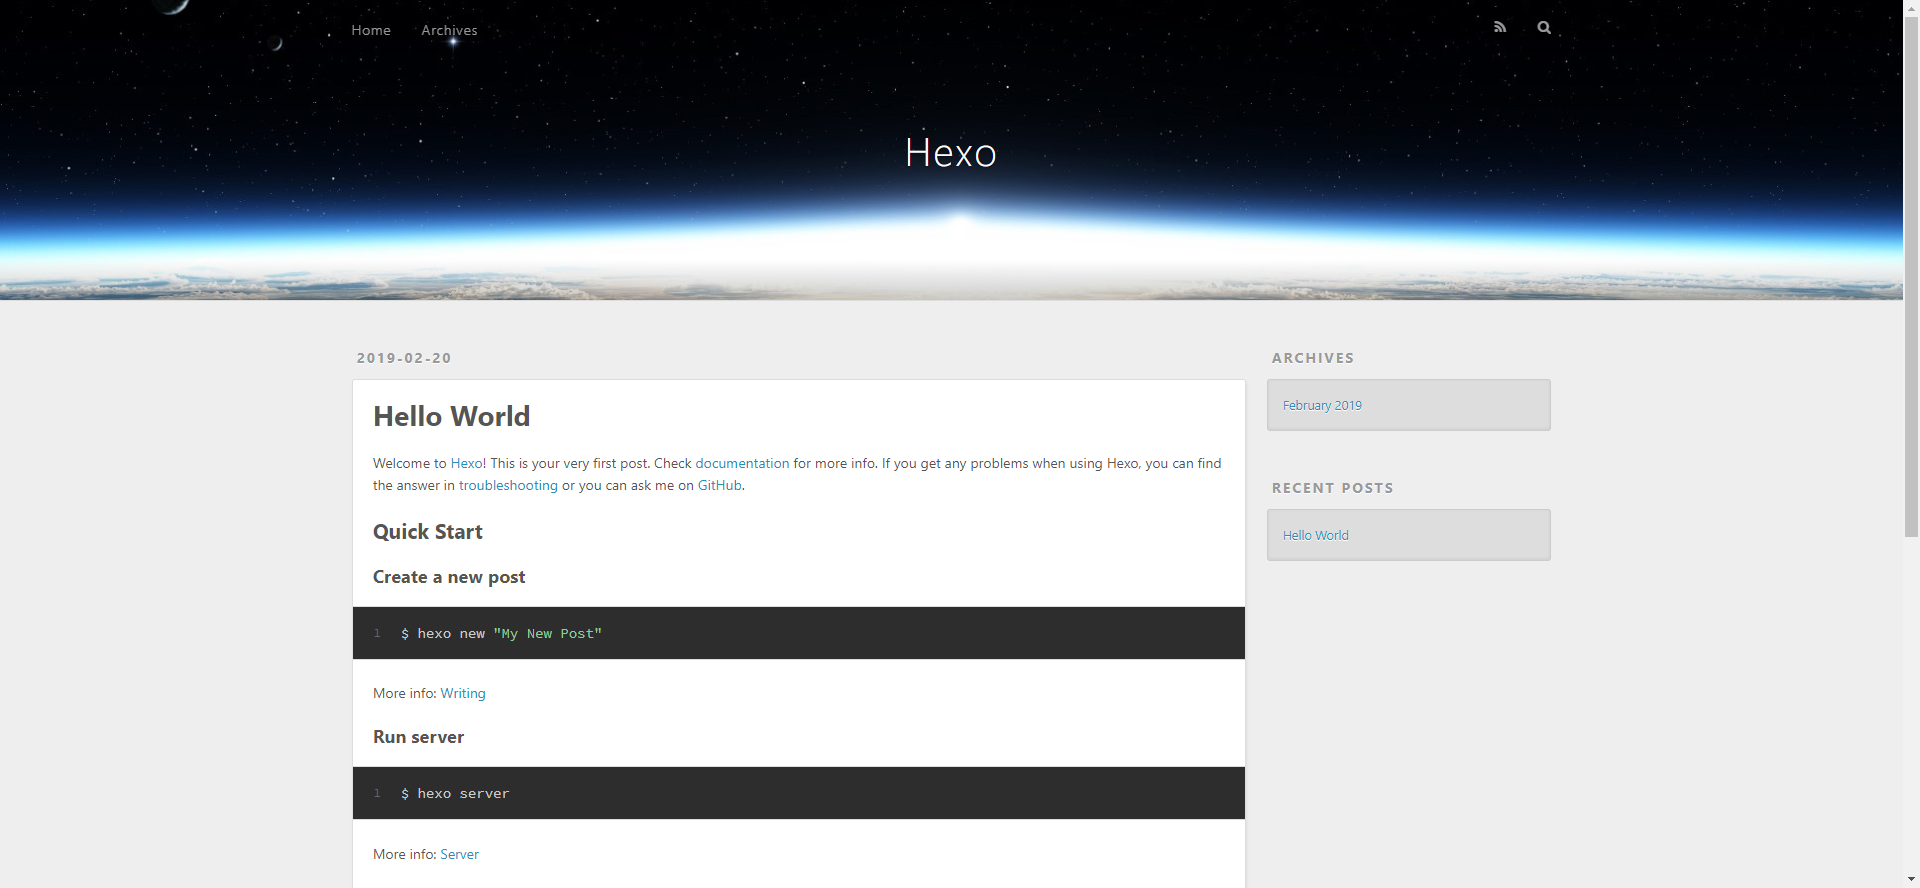 Home
Archives
Hexo
2019-02-20
Hello World
Welcome to Hexo! This is your very first post. Check documentation for more info. If you get any problems when using Hexo, you can find
the answer in troubleshooting or you can ask me on GitHub.
Quick Start
Create a new post
1 $ hexo new "My New Post"
More info: Writing
Run server
1 $ hexo server
More info: Server
ARCHIVES
February 2019
RECENT POSTS
Hello World